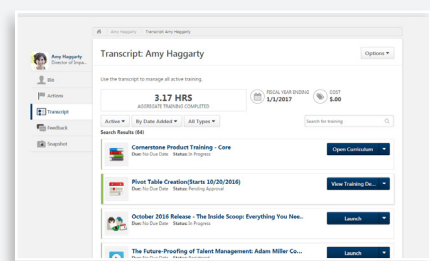 Amy Haggarty / Transcript: Amy Haggarty
Amy Haggarty
Director of Impa...
Bio
Actions
Transcript
Feedback
Snapshot
Transcript: Amy Haggarty
Options
Use the transcript to manage all active training.
3.17 HRS
AGGREGATE TRAINING COMPLETED
FISCAL YEAR ENDING
1/1/2017
COST
$.00
Active
By Date Added
All Types
Search for training
Search Results (64)
Cornerstone Product Training - Core
Due: No Due Date Status: In Progress
Open Curriculum
Pivot Table Creation(Starts 10/20/2016)
Due: No Due Date Status: Pending Approval
View Training De...
October 2016 Release - The Inside Scoop: Everything You Nee..
Due: No Due Date Status: In Progress
Launch
The Future-Proofing of Talent Management: Adam Miller Co...
Launch